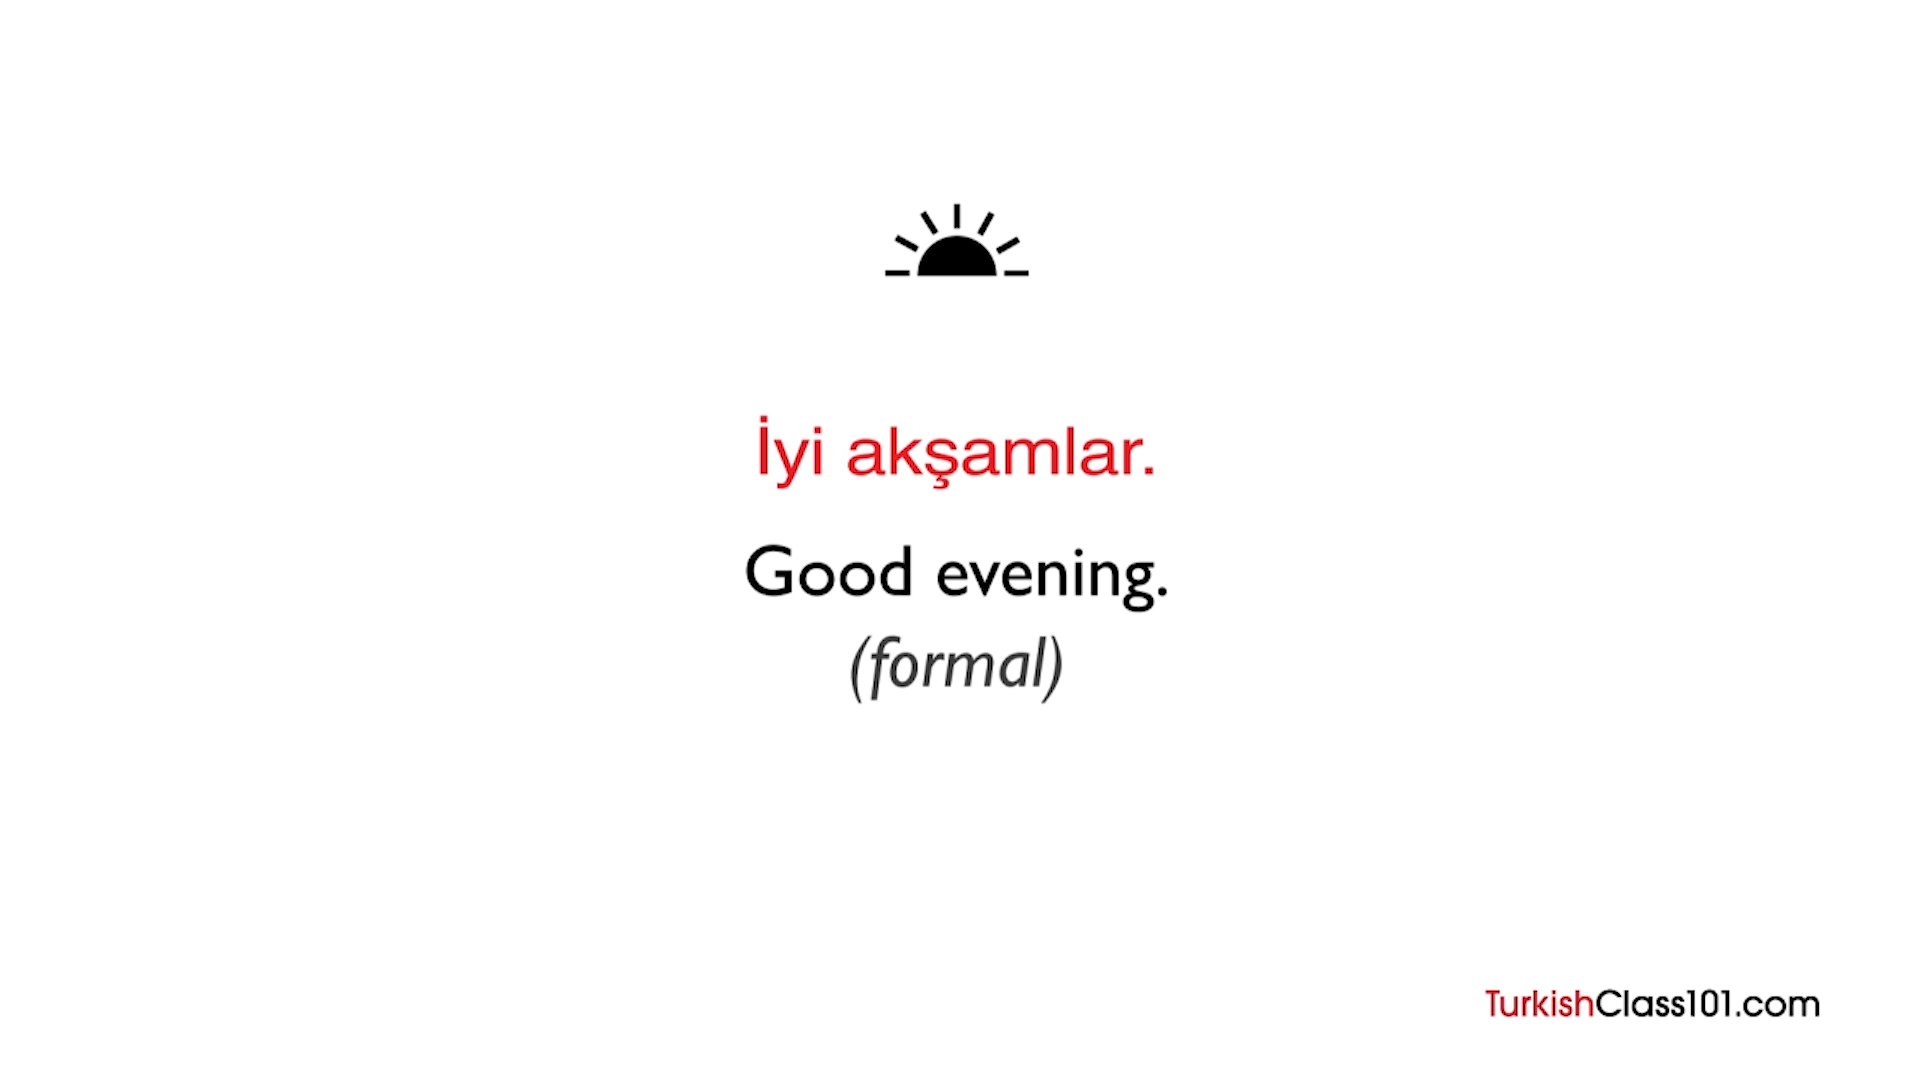 İyi akşamlar.
Good evening.
(formal)
TurkishClass101.com